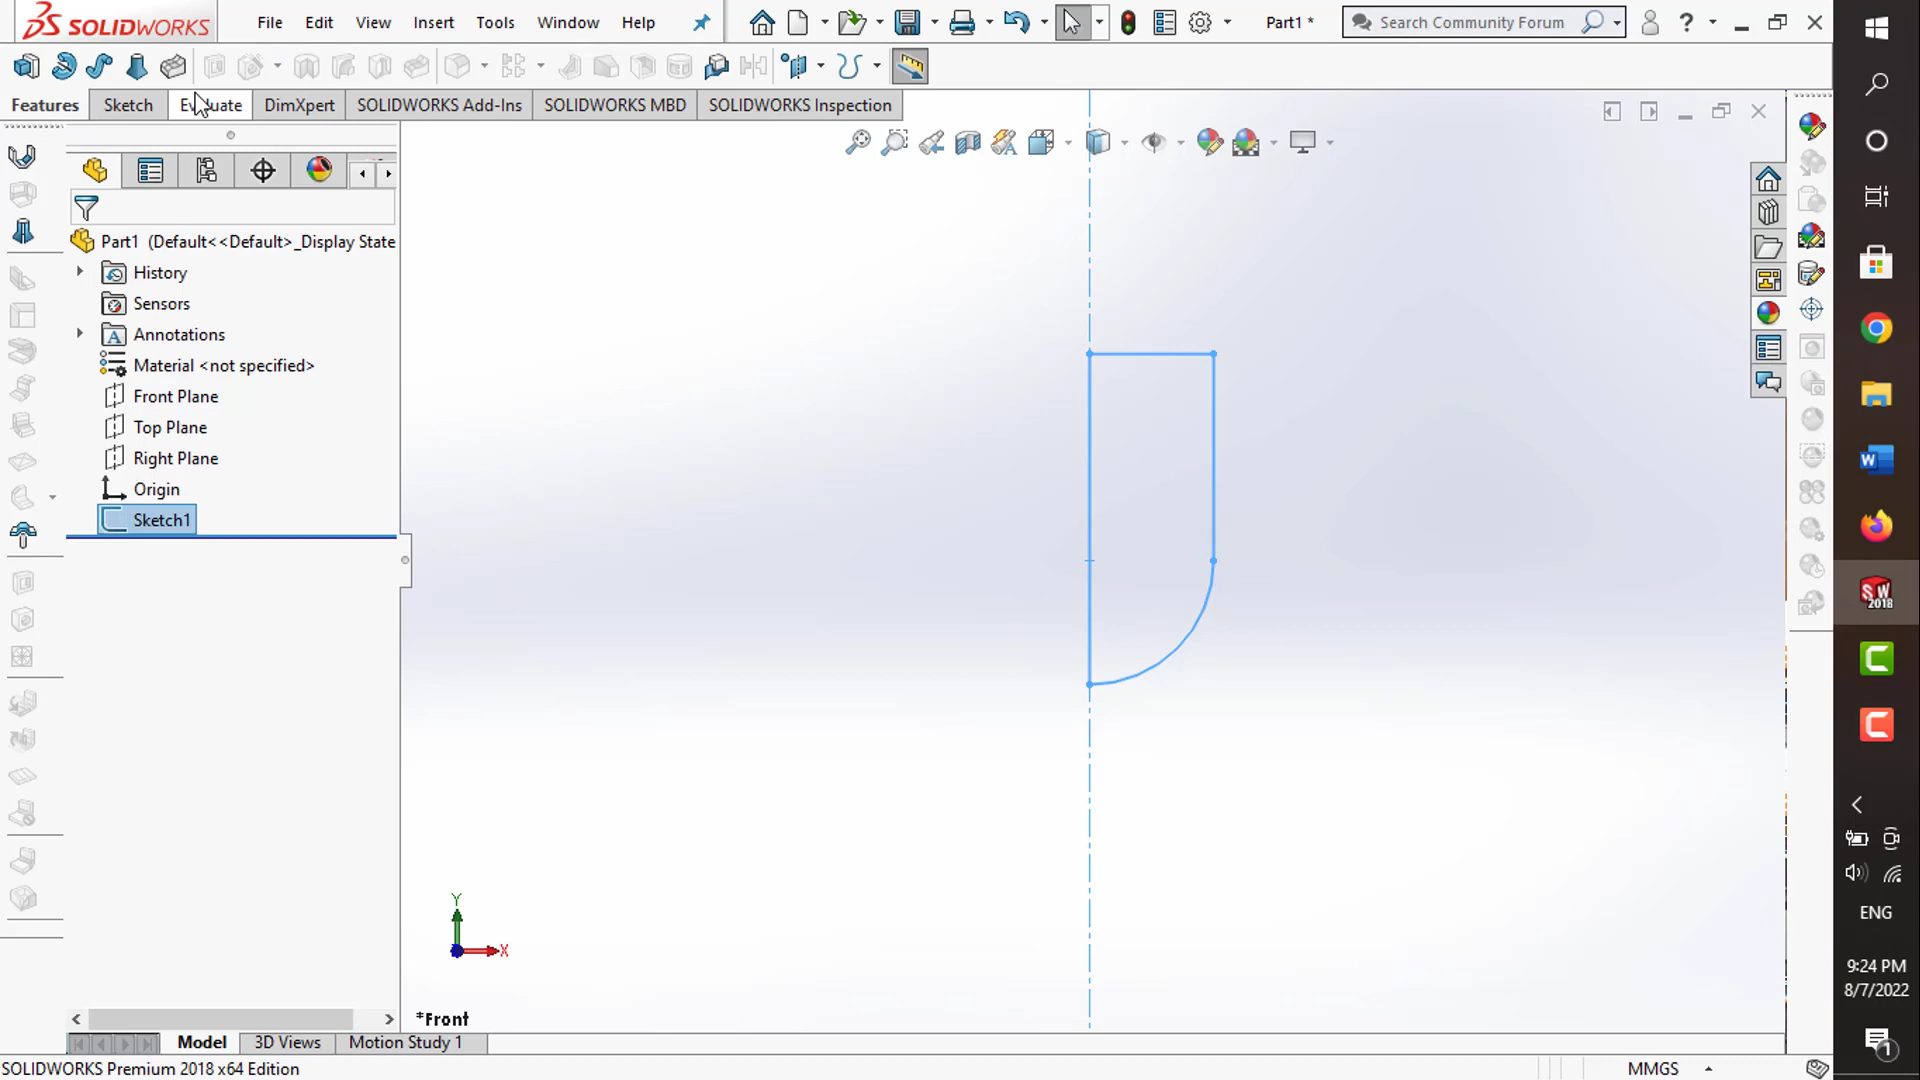 SOLIDWORKS File Edit View Insert Tools Window Help Part1 * Search Community Forum ?
Features Sketch Evaluate DimXpert SOLIDWORKS Add-Ins SOLIDWORKS MBD SOLIDWORKS Inspection
Part1 (Default<<Default>_Display State
History
Sensors
Annotations
Material <not specified>
Front Plane
Top Plane
Right Plane
Origin
Sketch1
Y
X
*Front
Model 3D Views Motion Study 1
SOLIDWORKS Premium 2018 x64 Edition MMGS
W
SW
2018
ENG
9:24 PM
8/7/2022
1